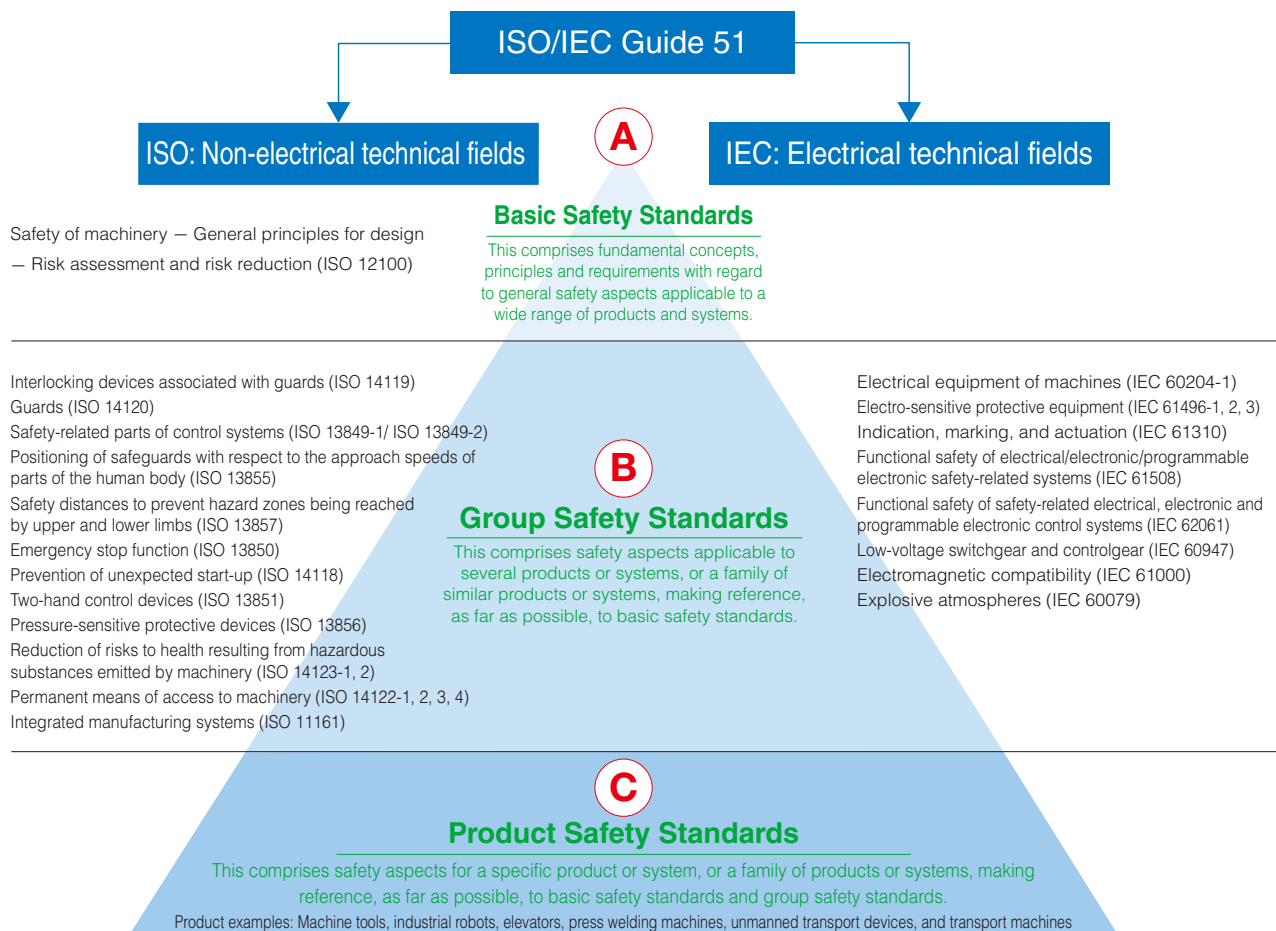 ISO/IEC Guide 51
ISO: Non-electrical technical fields
A
IEC: Electrical technical fields
Safety of machinery — General principles for design
— Risk assessment and risk reduction (ISO 12100)
Basic Safety Standards
This comprises fundamental concepts,
principles and requirements with regard
to general safety aspects applicable to a
wide range of products and systems.
Interlocking devices associated with guards (ISO 14119)
Guards (ISO 14120)
Safety-related parts of control systems (ISO 13849-1/ ISO 13849-2)
Positioning of safeguards with respect to the approach speeds of
parts of the human body (ISO 13855)
Safety distances to prevent hazard zones being reached
by upper and lower limbs (ISO 13857)
Emergency stop function (ISO 13850)
Prevention of unexpected start-up (ISO 14118)
Two-hand control devices (ISO 13851)
Pressure-sensitive protective devices (ISO 13856)
Reduction of risks to health resulting from hazardous
substances emitted by machinery (ISO 14123-1, 2)
Permanent means of access to machinery (ISO 14122-1, 2, 3, 4)
Integrated manufacturing systems (ISO 11161)
B
Group Safety Standards
This comprises safety aspects applicable to
several products or systems, or a family of
similar products or systems, making reference,
as far as possible, to basic safety standards.
Electrical equipment of machines (IEC 60204-1)
Electro-sensitive protective equipment (IEC 61496-1, 2, 3)
Indication, marking, and actuation (IEC 61310)
Functional safety of electrical/electronic/programmable
electronic safety-related systems (IEC 61508)
Functional safety of safety-related electrical, electronic and
programmable electronic control systems (IEC 62061)
Low-voltage switchgear and controlgear (IEC 60947)
Electromagnetic compatibility (IEC 61000)
Explosive atmospheres (IEC 60079)
C
Product Safety Standards
This comprises safety aspects for a specific product or system, or a family of products or systems, making
reference, as far as possible, to basic safety standards and group safety standards.
Product examples: Machine tools, industrial robots, elevators, press welding machines, unmanned transport devices, and transport machines